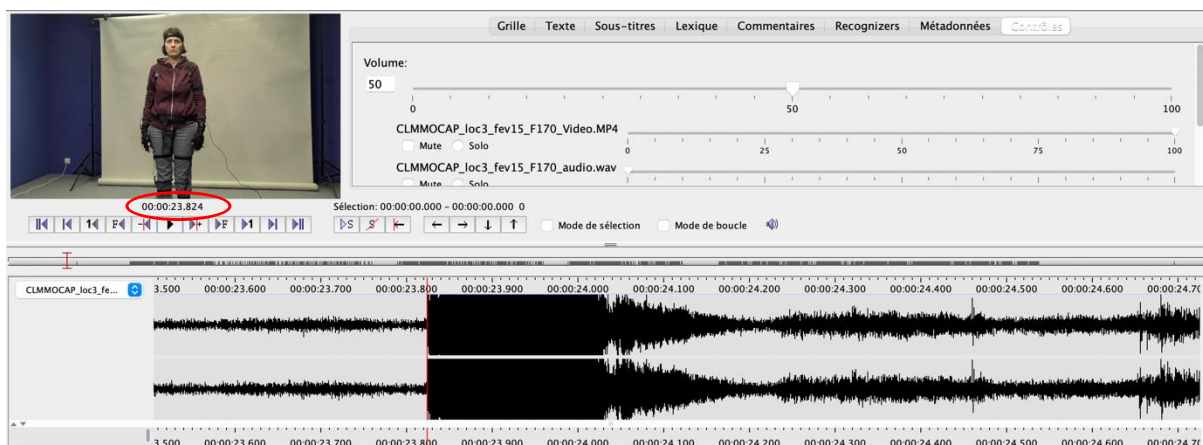 Grille Texte Sous-titres Lexique Commentaires Recognizers Métadonnées Contrôles
Volume:
50
0 50 100
CLMMOCAP_loc3_fev15_F170_Video.MP4
Mute Solo
0 25 50 75 100
CLMMOCAP_loc3_fev15_F170_audio.wav
Mute Solo
00:00:23.824
Sélection: 00:00:00.000 - 00:00:00.000 0
1 F - + F 1 S S Mode de sélection Mode de boucle
CLMMOCAP_loc3_fe...
3.500 00:00:23.600 00:00:23.700 00:00:23.800 00:00:23.900 00:00:24.000 00:00:24.100 00:00:24.200 00:00:24.300 00:00:24.400 00:00:24.500 00:00:24.600 00:00:24.70
3.500 00:00:23.600 00:00:23.700 00:00:23.800 00:00:23.900 00:00:24.000 00:00:24.100 00:00:24.200 00:00:24.300 00:00:24.400 00:00:24.500 00:00:24.600